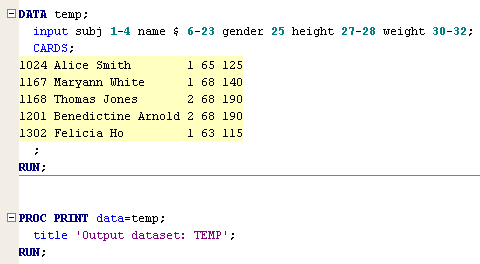 DATA temp;
input subj 1-4 name $ 6-23 gender 25 height 27-28 weight 30-32;
CARDS;
1024 Alice Smith        1 65 125
1167 Maryann White      1 68 140
1168 Thomas Jones       2 68 190
1201 Benedictine Arnold 2 68 190
1302 Felicia Ho         1 63 115
;
RUN;
PROC PRINT data=temp;
title 'Output dataset: TEMP';
RUN;